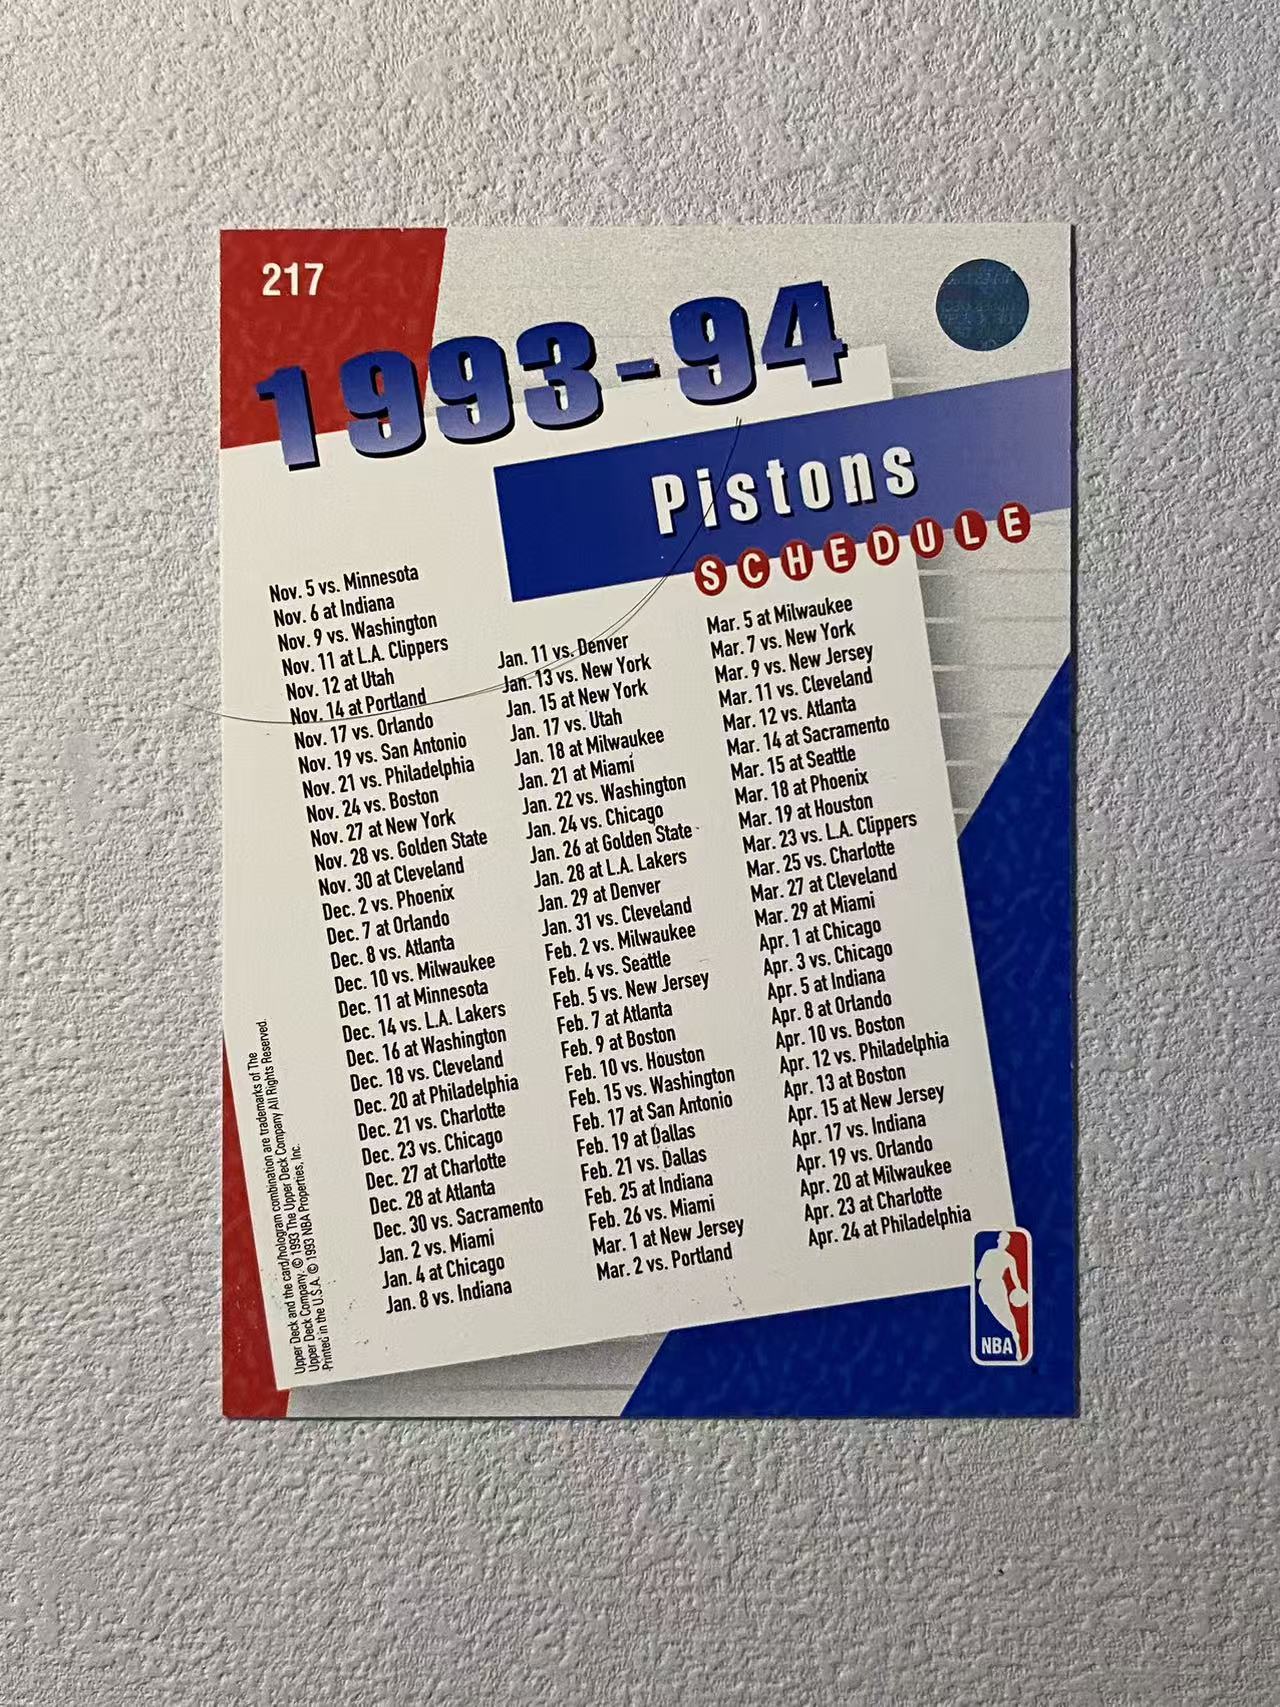 217
1993-94
Pistons
SCHEDULE
Nov. 5 vs. Minnesota
Nov. 6 at Indiana
Nov. 9 vs. Washington
Nov. 11 at L.A. Clippers
Nov. 12 at Utah
Nov. 14 at Portland
Nov. 17 vs. Orlando
Nov. 19 vs. San Antonio
Nov. 21 vs. Philadelphia
Nov. 24 vs. Boston
Nov. 27 at New York
Nov. 28 vs. Golden State
Nov. 30 at Cleveland
Dec. 2 vs. Phoenix
Dec. 7 at Orlando
Dec. 8 vs. Atlanta
Dec. 10 vs. Milwaukee
Dec. 11 at Minnesota
Dec. 14 vs. L.A. Lakers
Dec. 16 at Washington
Dec. 18 vs. Cleveland
Dec. 20 at Philadelphia
Dec. 21 vs. Charlotte
Dec. 23 vs. Chicago
Dec. 27 at Charlotte
Dec. 28 at Atlanta
Dec. 30 vs. Sacramento
Jan. 2 vs. Miami
Jan. 4 at Chicago
Jan. 8 vs. Indiana
Jan. 11 vs. Denver
Jan. 13 vs. New York
Jan. 15 at New York
Jan. 17 vs. Utah
Jan. 18 at Milwaukee
Jan. 21 at Miami
Jan. 22 vs. Washington
Jan. 24 vs. Chicago
Jan. 26 at Golden State
Jan. 28 at L.A. Lakers
Jan. 29 at Denver
Jan. 31 vs. Cleveland
Feb. 2 vs. Milwaukee
Feb. 4 vs. Seattle
Feb. 5 vs. New Jersey
Feb. 7 at Atlanta
Feb. 9 at Boston
Feb. 10 vs. Houston
Feb. 15 vs. Washington
Feb. 17 at San Antonio
Feb. 19 at Dallas
Feb. 21 vs. Dallas
Feb. 25 at Indiana
Feb. 26 vs. Miami
Mar. 1 at New Jersey
Mar. 2 vs. Portland
Mar. 5 at Milwaukee
Mar. 7 vs. New York
Mar. 9 vs. New Jersey
Mar. 11 vs. Cleveland
Mar. 12 vs. Atlanta
Mar. 14 at Sacramento
Mar. 15 at Seattle
Mar. 18 at Phoenix
Mar. 19 at Houston
Mar. 23 vs. L.A. Clippers
Mar. 25 vs. Charlotte
Mar. 27 at Cleveland
Mar. 29 at Miami
Apr. 1 at Chicago
Apr. 3 vs. Chicago
Apr. 5 at Indiana
Apr. 8 at Orlando
Apr. 10 vs. Boston
Apr. 12 vs. Philadelphia
Apr. 13 at Boston
Apr. 15 at New Jersey
Apr. 17 vs. Indiana
Apr. 19 vs. Orlando
Apr. 20 at Milwaukee
Apr. 23 at Charlotte
Apr. 24 at Philadelphia
Upper Deck and the card/hologram combination are trademarks of The
Upper Deck Company. © 1993 The Upper Deck Company All Rights Reserved.
Printed in the U.S.A. © 1993 NBA Properties, Inc.
NBA